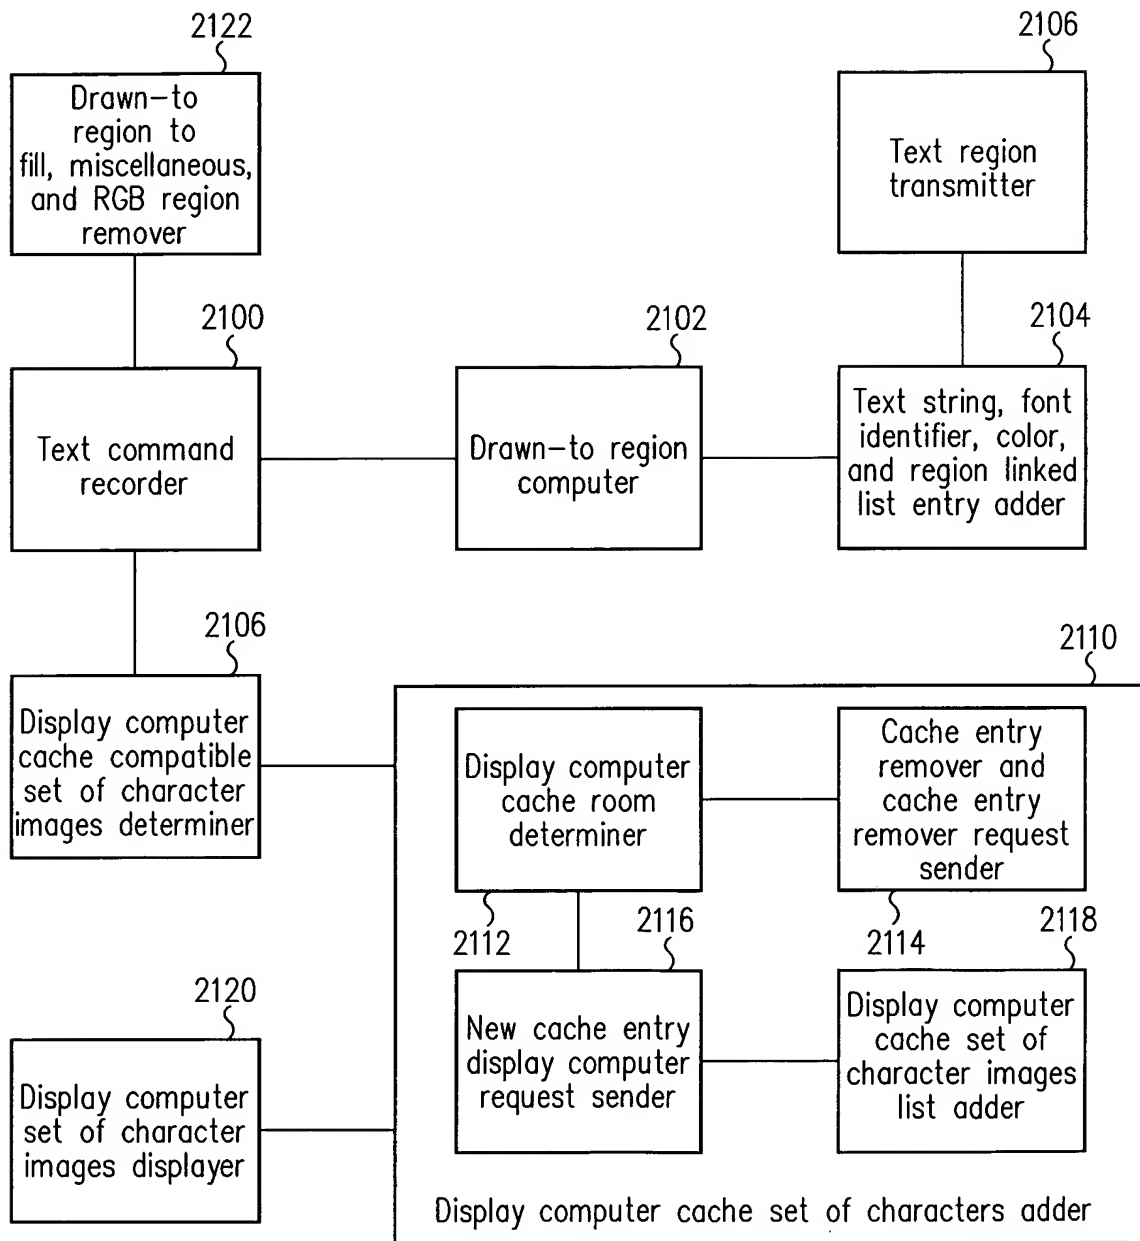 2122
Drawn-to
region to
fill, miscellaneous,
and RGB region
remover
2106
Text region
transmitter
2100
Text command
recorder
2102
Drawn-to region
computer
2104
Text string, font
identifier, color,
and region linked
list entry adder
2106
Display computer
cache compatible
set of character
images determiner
2110
Display computer
cache room
determiner
2112
Cache entry
remover and
cache entry
remover request
sender
2114
2116
New cache entry
display computer
request sender
2118
Display computer
cache set of
character images
list adder
2120
Display computer
set of character
images displayer
Display computer cache set of characters adder